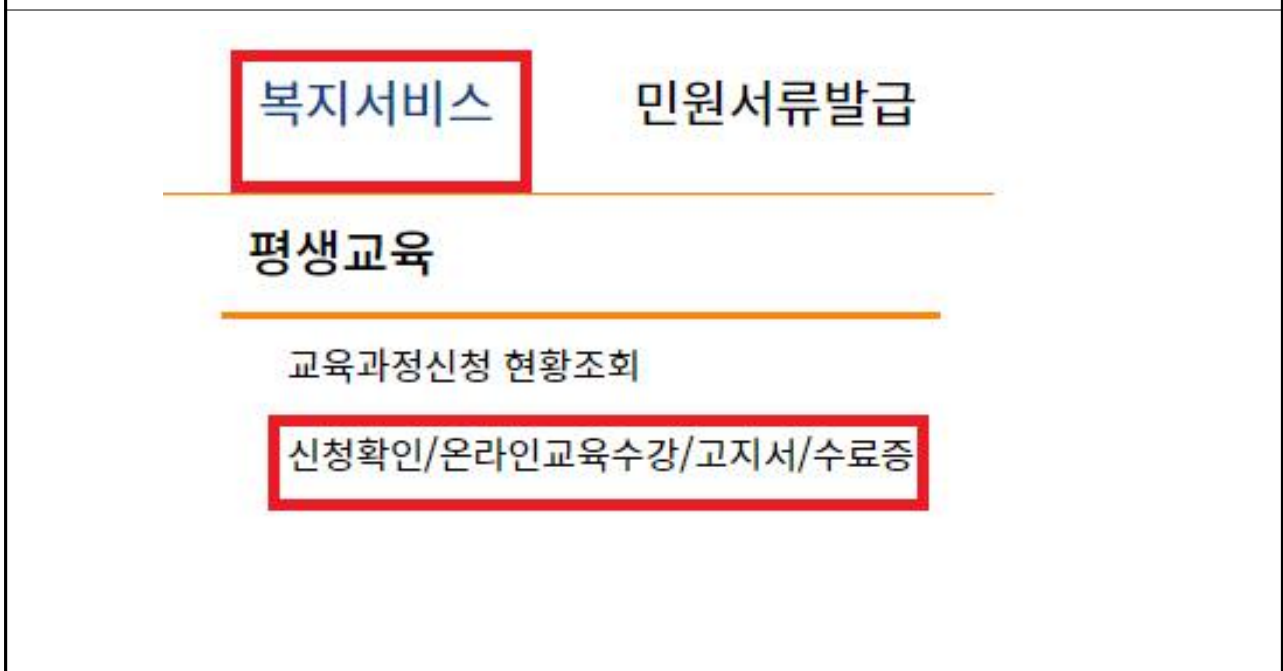 복지서비스 민원서류발급
평생교육
교육과정신청 현황조회
신청확인/온라인교육수강/고지서/수료증